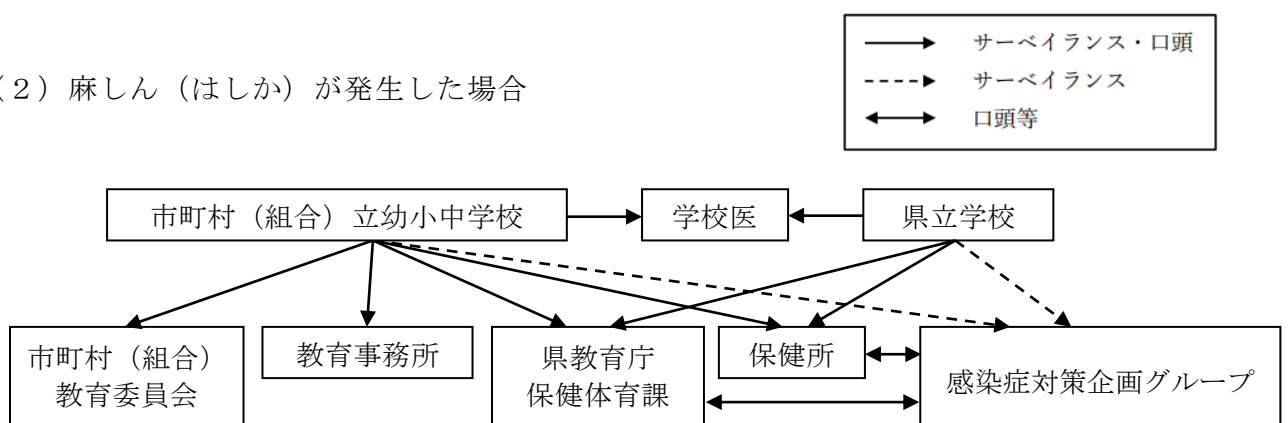 サーベイランス・口頭
サーベイランス
口頭等
(2)麻しん(はしか)が発生した場合
市町村(組合)立幼小中学校
学校医
県立学校
市町村(組合)
教育委員会
教育事務所
県教育庁
保健体育課
保健所
感染症対策企画グループ